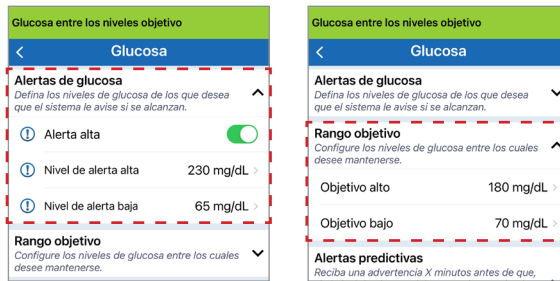 Glucosa entre los niveles objetivo
Glucosa
Alertas de glucosa
Defina los niveles de glucosa de los que desea
que el sistema le avise si se alcanzan.
Alerta alta
Nivel de alerta alta 230 mg/dL
Nivel de alerta baja 65 mg/dL
Rango objetivo
Configure los niveles de glucosa entre los cuales
desee mantenerse.
Glucosa entre los niveles objetivo
Glucosa
Alertas de glucosa
Defina los niveles de glucosa de los que desea
que el sistema le avise si se alcanzan.
Rango objetivo
Configure los niveles de glucosa entre los cuales
desee mantenerse.
Objetivo alto 180 mg/dL
Objetivo bajo 70 mg/dL
Alertas predictivas
Reciba una advertencia X minutos antes de que,